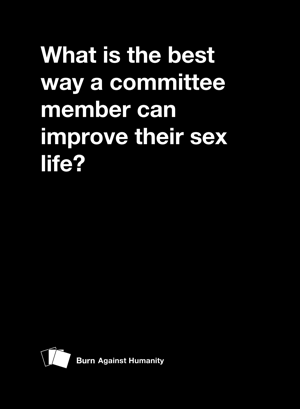 What is the best
way a committee
member can
improve their sex
life?
Burn Against Humanity